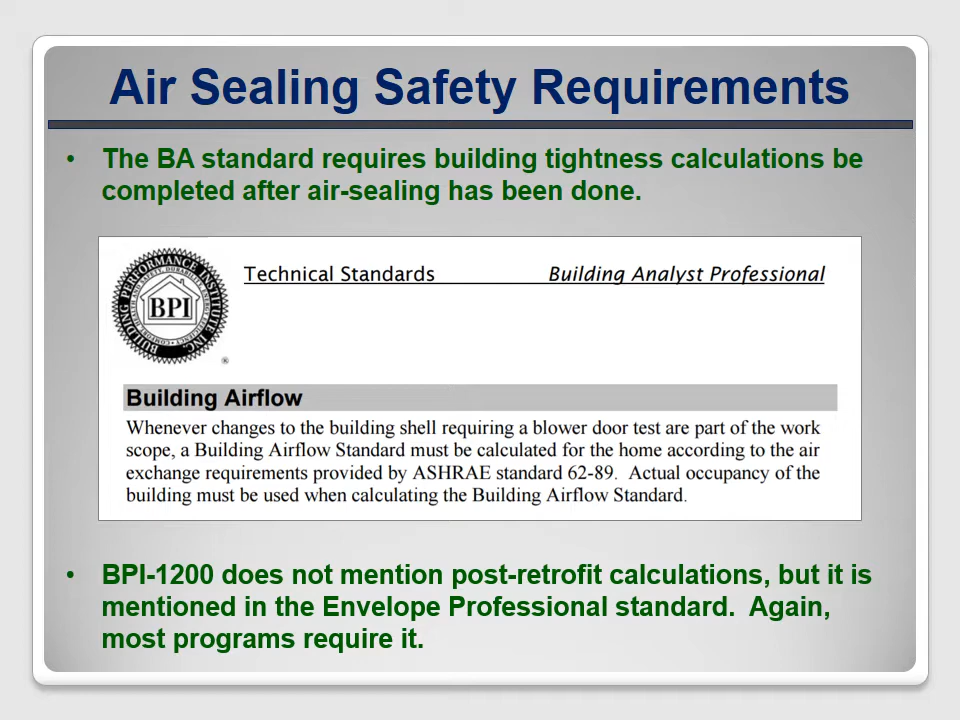 Air Sealing Safety Requirements
• The BA standard requires building tightness calculations be
completed after air-sealing has been done.
BUILDING PERFORMANCE INSTITUTE, INC.
BPI
®
Technical Standards Building Analyst Professional
Building Airflow
Whenever changes to the building shell requiring a blower door test are part of the work
scope, a Building Airflow Standard must be calculated for the home according to the air
exchange requirements provided by ASHRAE standard 62-89. Actual occupancy of the
building must be used when calculating the Building Airflow Standard.
• BPI-1200 does not mention post-retrofit calculations, but it is
mentioned in the Envelope Professional standard. Again,
most programs require it.